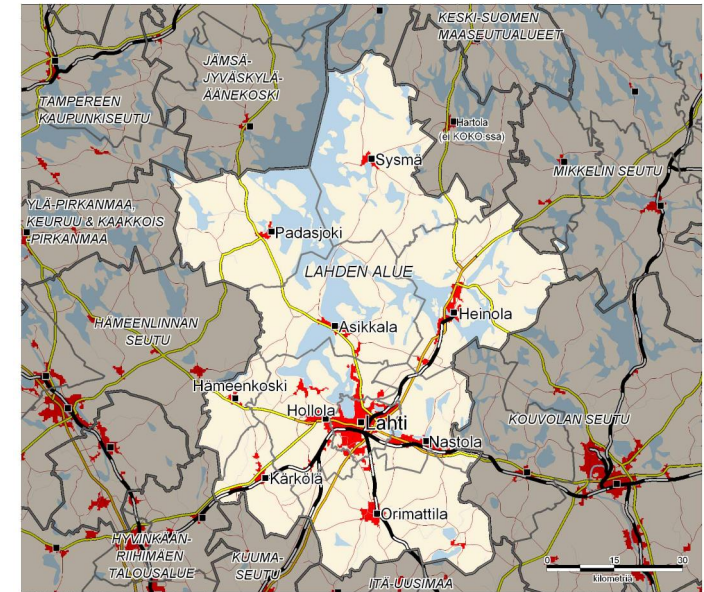 KESKI-SUOMEN
MAASEUTUALUEET
JÄMSÄ-
JYVÄSKYLÄ-
ÄÄNEKOSKI
TAMPEREEN
KAUPUNKISEUTU
Hartola
(ei KOKO:ssa)
Sysmä
MIKKELIN SEUTU
YLÄ-PIRKANMAA,
KEURUU & KAAKKOIS
-PIRKANMAA
Padasjoki
LAHDEN ALUE
Heinola
HÄMEENLINNAN
SEUTU
Asikkala
Hämeenkoski
Hollola
Lahti
KOUVOLAN SEUTU
Nastola
Kärkölä
Orimattila
HYVINKÄÄN-
RIIHIMÄEN
TALOUSALUE
KUUMA-
SEUTU
ITÄ-UUSIMAA
0 15 30
kilometriä